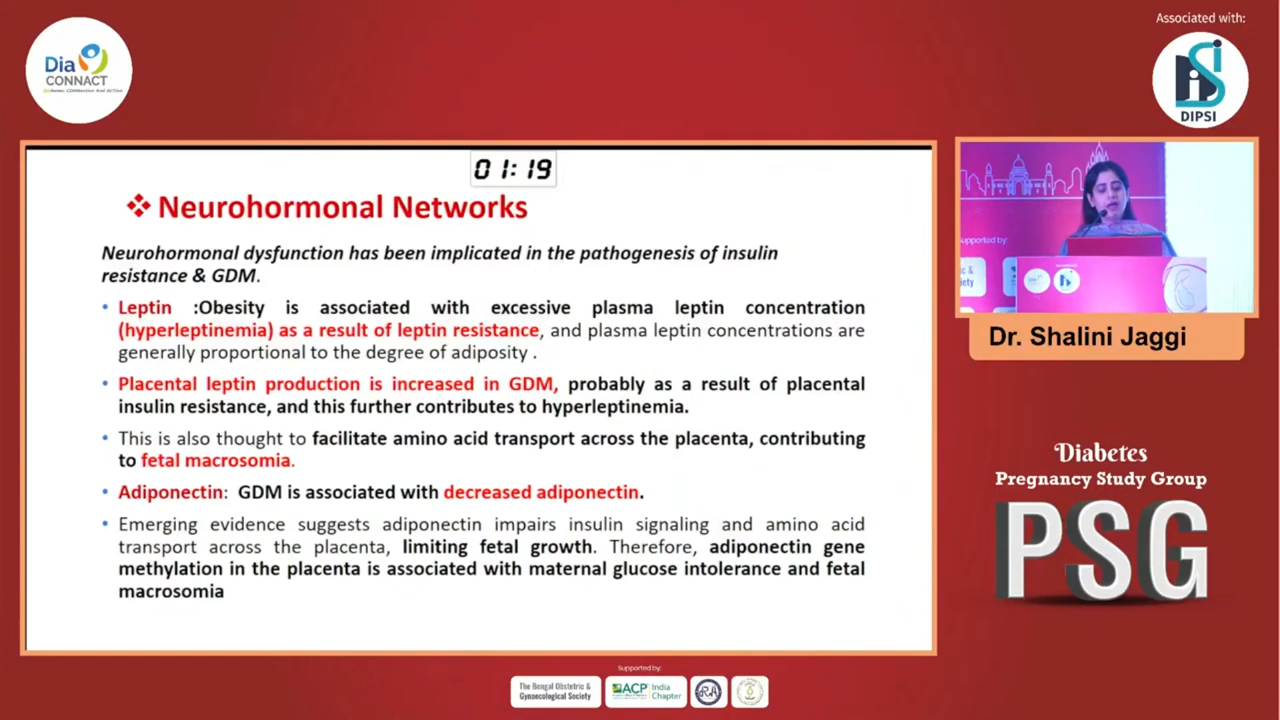 Associated with:
Dia
CONNACT
DIabetes CONNection And ACTion
DIPSI
01:19
❖ Neurohormonal Networks
Neurohormonal dysfunction has been implicated in the pathogenesis of insulin
resistance & GDM.
• Leptin :Obesity is associated with excessive plasma leptin concentration
(hyperleptinemia) as a result of leptin resistance, and plasma leptin concentrations are
generally proportional to the degree of adiposity .
• Placental leptin production is increased in GDM, probably as a result of placental
insulin resistance, and this further contributes to hyperleptinemia.
• This is also thought to facilitate amino acid transport across the placenta, contributing
to fetal macrosomia.
• Adiponectin: GDM is associated with decreased adiponectin.
• Emerging evidence suggests adiponectin impairs insulin signaling and amino acid
transport across the placenta, limiting fetal growth. Therefore, adiponectin gene
methylation in the placenta is associated with maternal glucose intolerance and fetal
macrosomia
upported by:
Dr. Shalini Jaggi
Diabetes
Pregnancy Study Group
PSG
Supported by:
The Bengal Obstetric &
Gynaecological Society
ACP India
Chapter